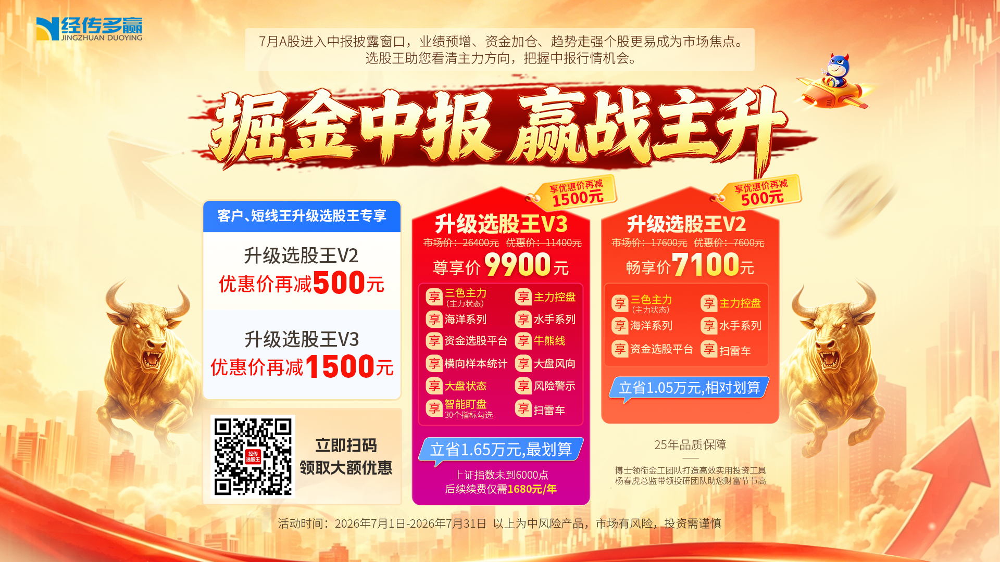 经传多赢
JINGZHUAN DUOYING
7月A股进入中报披露窗口，业绩预增、资金加仓、趋势走强个股更易成为市场焦点。
选股王助您看清主力方向，把握中报行情机会。
掘金中报 赢战主升
客户、短线王升级选股王专享
升级选股王V2
优惠价再减500元
升级选股王V3
优惠价再减1500元
经传
选股王
立即扫码
领取大额优惠
享优惠价再减
1500元
升级选股王V3
市场价：26400元 优惠价：11400元
尊享价9900元
享 三色主力
（主力状态）
享 主力控盘
享 海洋系列
享 水手系列
享 资金选股平台
享 牛熊线
享 横向样本统计
享 大盘风向
享 大盘状态
享 风险警示
享 智能盯盘
30个指标勾选
享 扫雷车
立省1.65万元,最划算
上证指数未到6000点
后续续费仅需1680元/年
享优惠价再减
500元
升级选股王V2
市场价：17600元 优惠价：7600元
畅享价7100元
享 三色主力
（主力状态）
享 主力控盘
享 海洋系列
享 水手系列
享 资金选股平台
享 扫雷车
立省1.05万元,相对划算
25年品质保障
博士领衔金工团队打造高效实用投资工具
杨春虎总监带领投研团队助您财富节节高
活动时间：2026年7月1日-2026年7月31日 以上为中风险产品，市场有风险，投资需谨慎